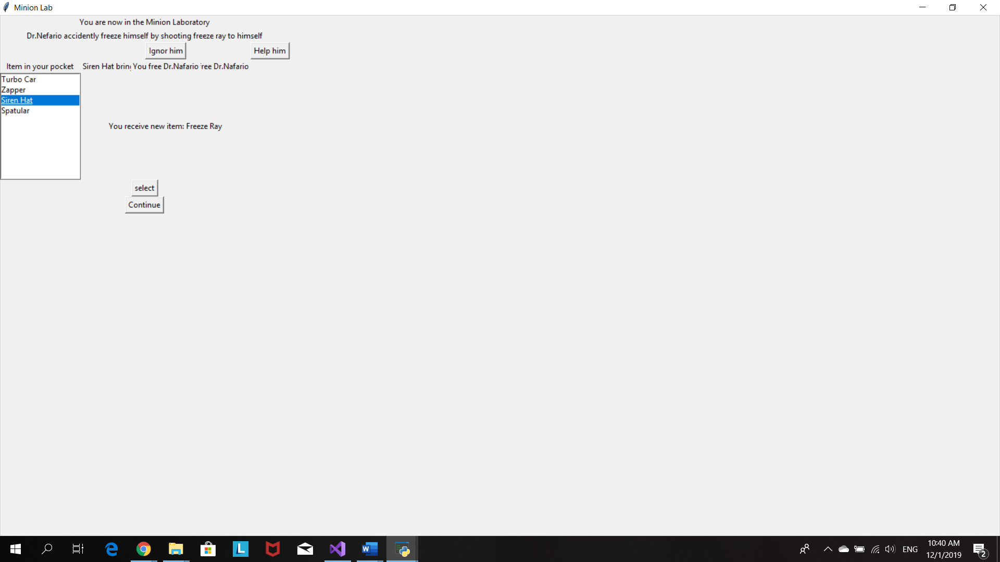 Minion Lab
You are now in the Minion Laboratory
Dr.Nefario accidently freeze himself by shooting freeze ray to himself
Ignor him Help him
Item in your pocket Siren Hat bring You free Dr.Nafario ree Dr.Nafario
Turbo Car
Zapper
Siren Hat
Spatular
You receive new item: Freeze Ray
select
Continue
L
W
ENG
10:40 AM
12/1/2019
2